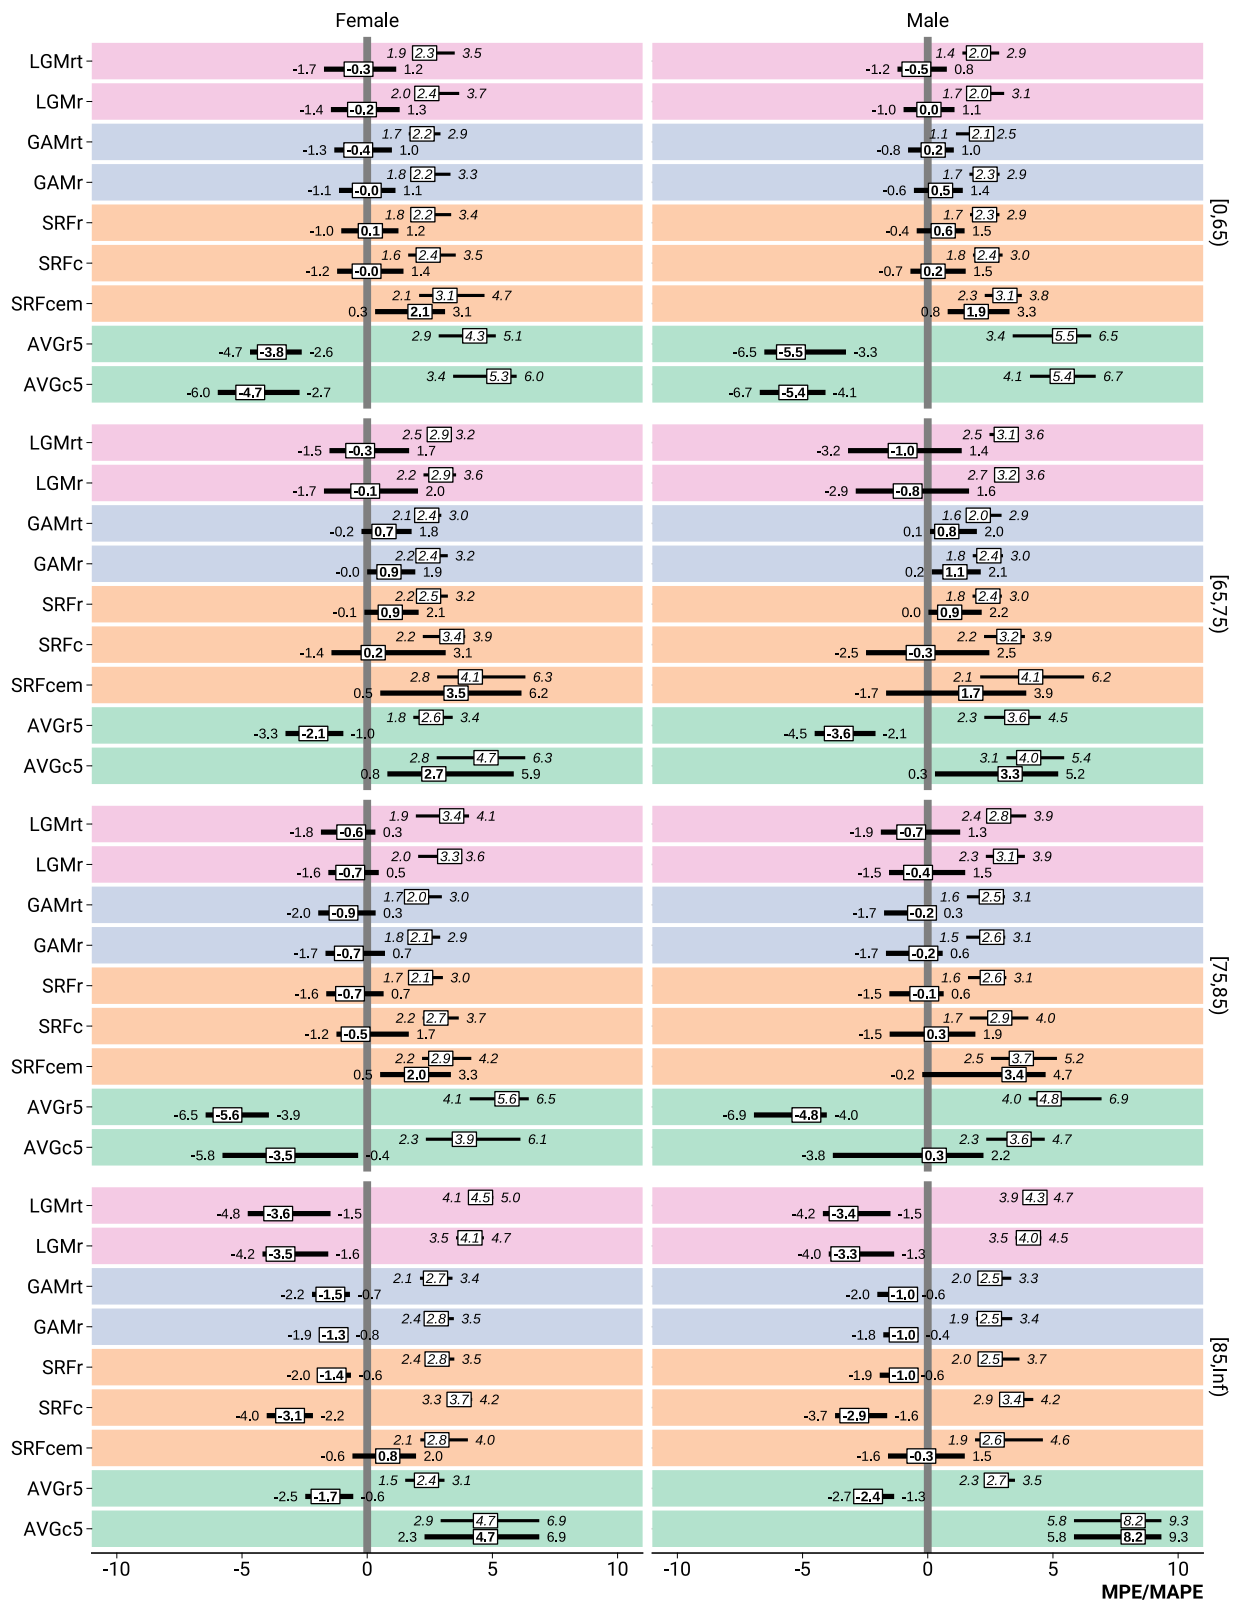 Female Male
LGMrt 1.9 2.3 3.5 1.4 2.0 2.9
-1.7 -0.3 1.2 -1.2 -0.5 0.8
LGMr 2.0 2.4 3.7 1.7 2.0 3.1
-1.4 -0.2 1.3 -1.0 0.0 1.1
GAMrt 1.7 2.2 2.9 1.1 2.1 2.5
-1.3 -0.4 1.0 -0.8 0.2 1.0
GAMr 1.8 2.2 3.3 1.7 2.3 2.9
-1.1 -0.0 1.1 -0.6 0.5 1.4
SRFr 1.8 2.2 3.4 1.7 2.3 2.9
-1.0 0.1 1.2 -0.4 0.6 1.5
[0,65)
SRFc 1.6 2.4 3.5 1.8 2.4 3.0
-1.2 -0.0 1.4 -0.7 0.2 1.5
SRFcem 2.1 3.1 4.7 2.3 3.1 3.8
0.3 2.1 3.1 0.8 1.9 3.3
AVGr5 2.9 4.3 5.1 3.4 5.5 6.5
-4.7 -3.8 -2.6 -6.5 -5.5 -3.3
AVGc5 3.4 5.3 6.0 4.1 5.4 6.7
-6.0 -4.7 -2.7 -6.7 -5.4 -4.1
LGMrt 2.5 2.9 3.2 2.5 3.1 3.6
-1.5 -0.3 1.7 -3.2 -1.0 1.4
LGMr 2.2 2.9 3.6 2.7 3.2 3.6
-1.7 -0.1 2.0 -2.9 -0.8 1.6
GAMrt 2.1 2.4 3.0 1.6 2.0 2.9
-0.2 0.7 1.8 0.1 0.8 2.0
GAMr 2.2 2.4 3.2 1.8 2.4 3.0
-0.0 0.9 1.9 0.2 1.1 2.1
SRFr 2.2 2.5 3.2 1.8 2.4 3.0
-0.1 0.9 2.1 0.0 0.9 2.2
[65,75)
SRFc 2.2 3.4 3.9 2.2 3.2 3.9
-1.4 0.2 3.1 -2.5 -0.3 2.5
SRFcem 2.8 4.1 6.3 2.1 4.1 6.2
0.5 3.5 6.2 -1.7 1.7 3.9
AVGr5 1.8 2.6 3.4 2.3 3.6 4.5
-3.3 -2.1 -1.0 -4.5 -3.6 -2.1
AVGc5 2.8 4.7 6.3 3.1 4.0 5.4
0.8 2.7 5.9 0.3 3.3 5.2
LGMrt 1.9 3.4 4.1 2.4 2.8 3.9
-1.8 -0.6 0.3 -1.9 -0.7 1.3
LGMr 2.0 3.3 3.6 2.3 3.1 3.9
-1.6 -0.7 0.5 -1.5 -0.4 1.5
GAMrt 1.7 2.0 3.0 1.6 2.5 3.1
-2.0 -0.9 0.3 -1.7 -0.2 0.3
GAMr 1.8 2.1 2.9 1.5 2.6 3.1
-1.7 -0.7 0.7 -1.7 -0.2 0.6
SRFr 1.7 2.1 3.0 1.6 2.6 3.1
-1.6 -0.7 0.7 -1.5 -0.1 0.6
[75,85)
SRFc 2.2 2.7 3.7 1.7 2.9 4.0
-1.2 -0.5 1.7 -1.5 0.3 1.9
SRFcem 2.2 2.9 4.2 2.5 3.7 5.2
0.5 2.0 3.3 -0.2 3.4 4.7
AVGr5 4.1 5.6 6.5 4.0 4.8 6.9
-6.5 -5.6 -3.9 -6.9 -4.8 -4.0
AVGc5 2.3 3.9 6.1 2.3 3.6 4.7
-5.8 -3.5 -0.4 -3.8 0.3 2.2
LGMrt 4.1 4.5 5.0 3.9 4.3 4.7
-4.8 -3.6 -1.5 -4.2 -3.4 -1.5
LGMr 3.5 4.1 4.7 3.5 4.0 4.5
-4.2 -3.5 -1.6 -4.0 -3.3 -1.3
GAMrt 2.1 2.7 3.4 2.0 2.5 3.3
-2.2 -1.5 -0.7 -2.0 -1.0 -0.6
GAMr 2.4 2.8 3.5 1.9 2.5 3.4
-1.9 -1.3 -0.8 -1.8 -1.0 -0.4
SRFr 2.4 2.8 3.5 2.0 2.5 3.7
-2.0 -1.4 -0.6 -1.9 -1.0 -0.6
[85,Inf)
SRFc 3.3 3.7 4.2 2.9 3.4 4.2
-4.0 -3.1 -2.2 -3.7 -2.9 -1.6
SRFcem 2.1 2.8 4.0 1.9 2.6 4.6
-0.6 0.8 2.0 -1.6 -0.3 1.5
AVGr5 1.5 2.4 3.1 2.3 2.7 3.5
-2.5 -1.7 -0.6 -2.7 -2.4 -1.3
AVGc5 2.9 4.7 6.9 5.8 8.2 9.3
2.3 4.7 6.9 5.8 8.2 9.3
-10 -5 0 5 10 -10 -5 0 5 10
MPE/MAPE